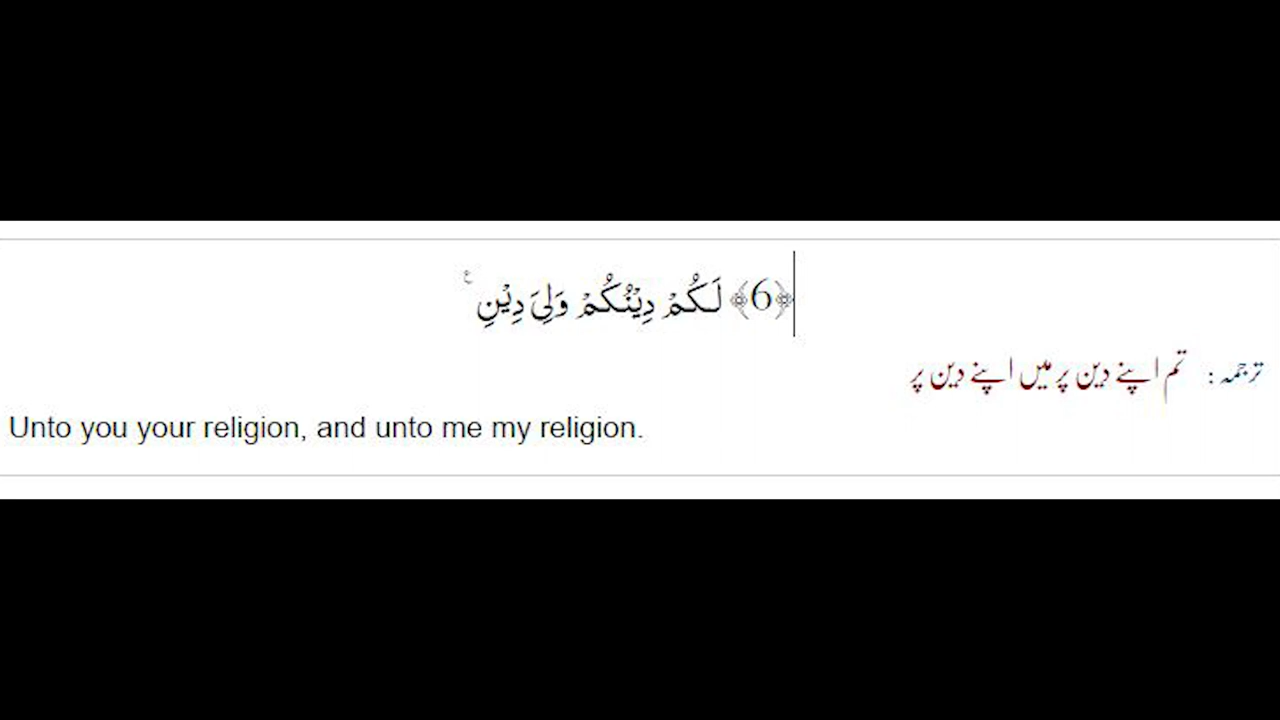 ﴿6﴾ لَـكُمۡ دِيۡنُكُمۡ وَلِىَ دِيۡنِ ۚ‏ ع
ترجمہ: تم اپنے دین پر میں اپنے دین پر
Unto you your religion, and unto me my religion.